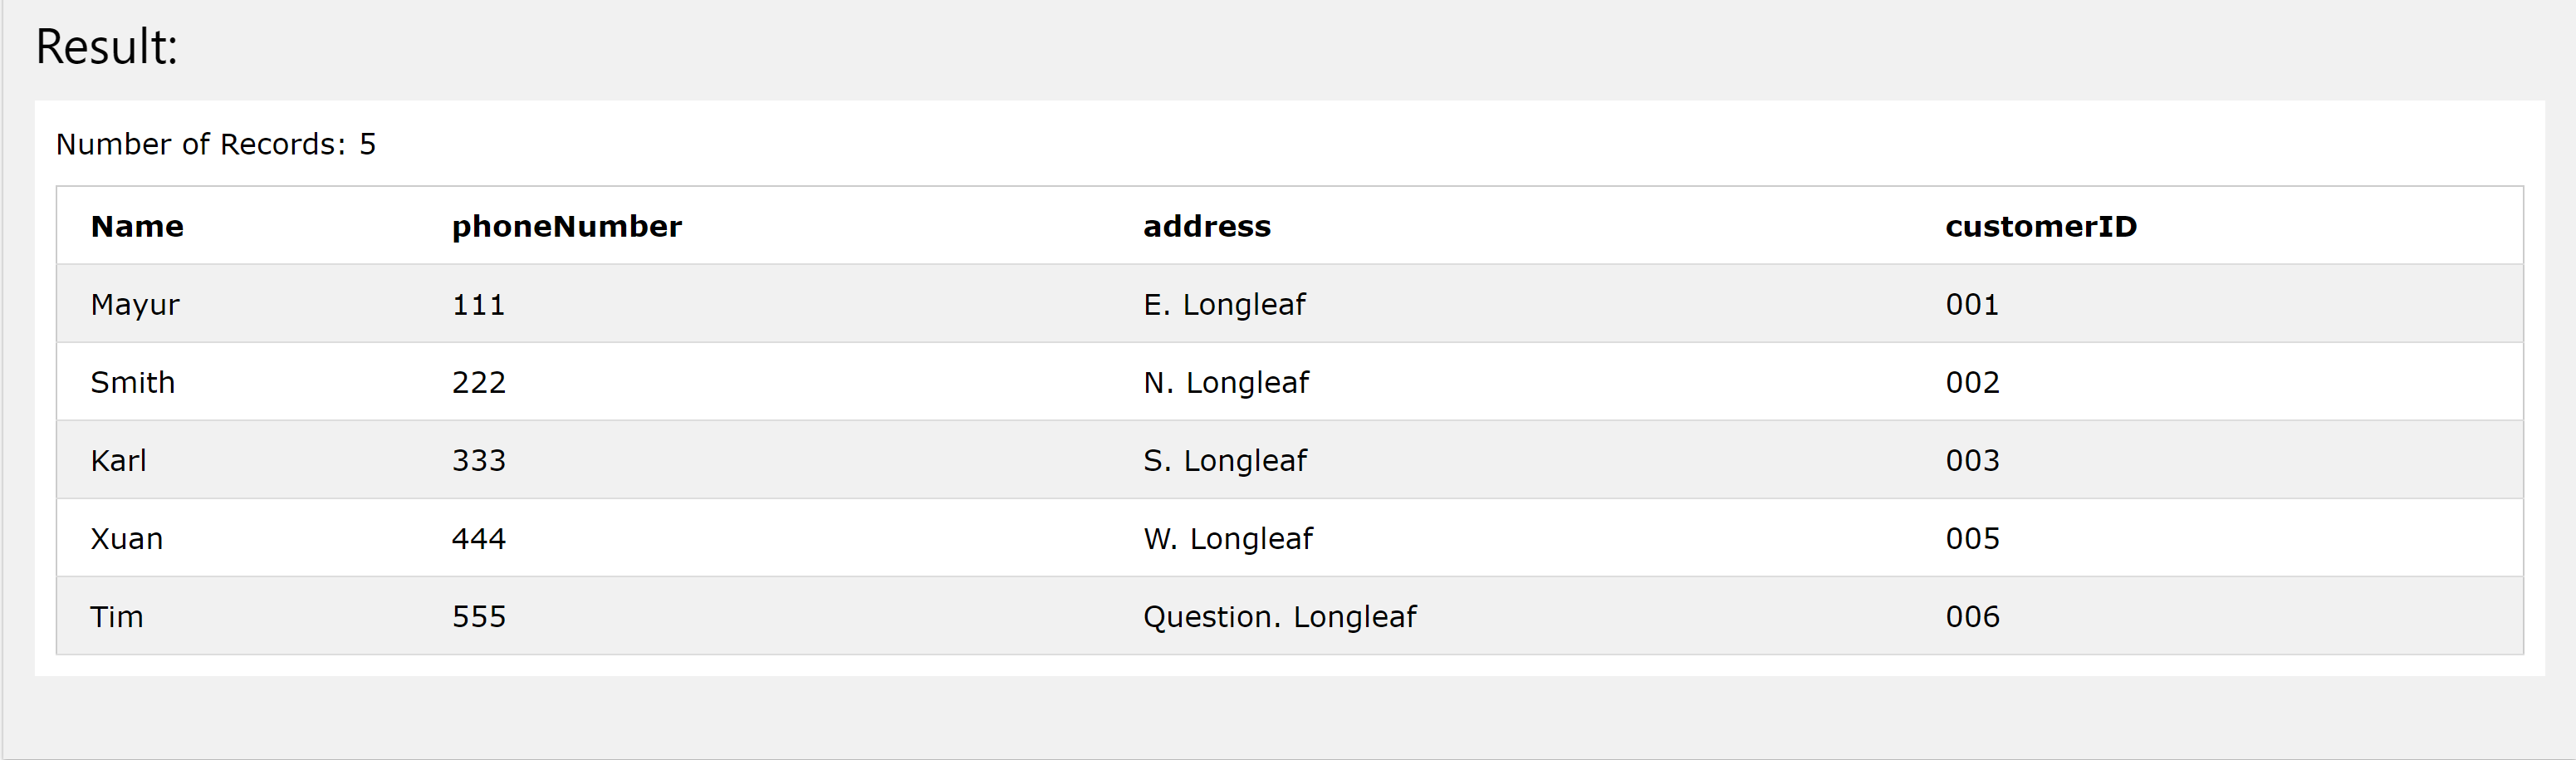 Result:
Number of Records: 5
Name phoneNumber address customerID
Mayur 111 E. Longleaf 001
Smith 222 N. Longleaf 002
Karl 333 S. Longleaf 003
Xuan 444 W. Longleaf 005
Tim 555 Question. Longleaf 006